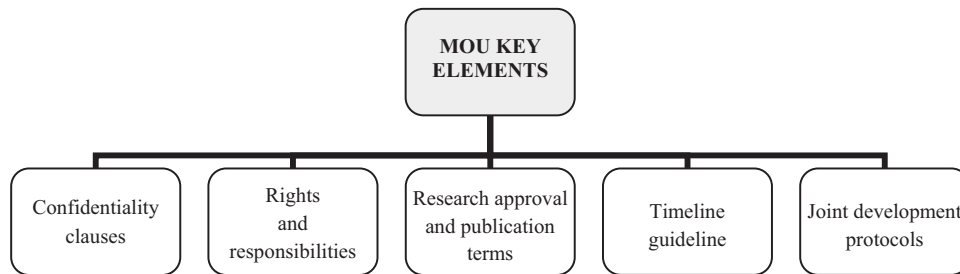 MOU KEY
ELEMENTS
Confidentiality
clauses
Rights
and
responsibilities
Research approval
and publication
terms
Timeline
guideline
Joint development
protocols